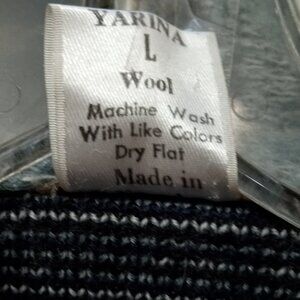 YARINA
L
Wool
Machine Wash
With Like Colors
Dry Flat
Made in